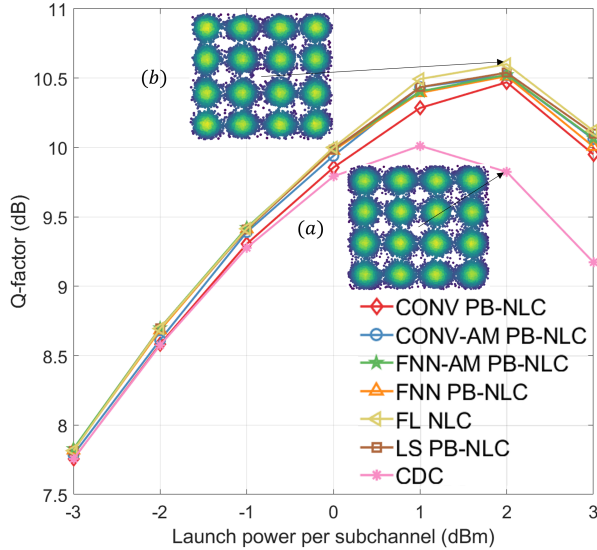 11
10.5
10
9.5
9
8.5
8
7.5
Q-factor (dB)
(b)
(a)
CONV PB-NLC
CONV-AM PB-NLC
FNN-AM PB-NLC
FNN PB-NLC
FL NLC
LS PB-NLC
CDC
-3 -2 -1 0 1 2 3
Launch power per subchannel (dBm)